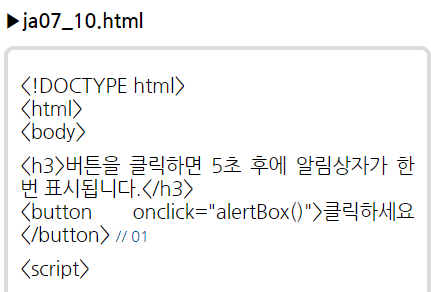 ▶ja07_10.html
<!DOCTYPE html>
<html>
<body>
<h3>버튼을 클릭하면 5초 후에 알림상자가 한
번 표시됩니다.</h3>
<button onclick="alertBox()">클릭하세요
</button> // 01
<script>